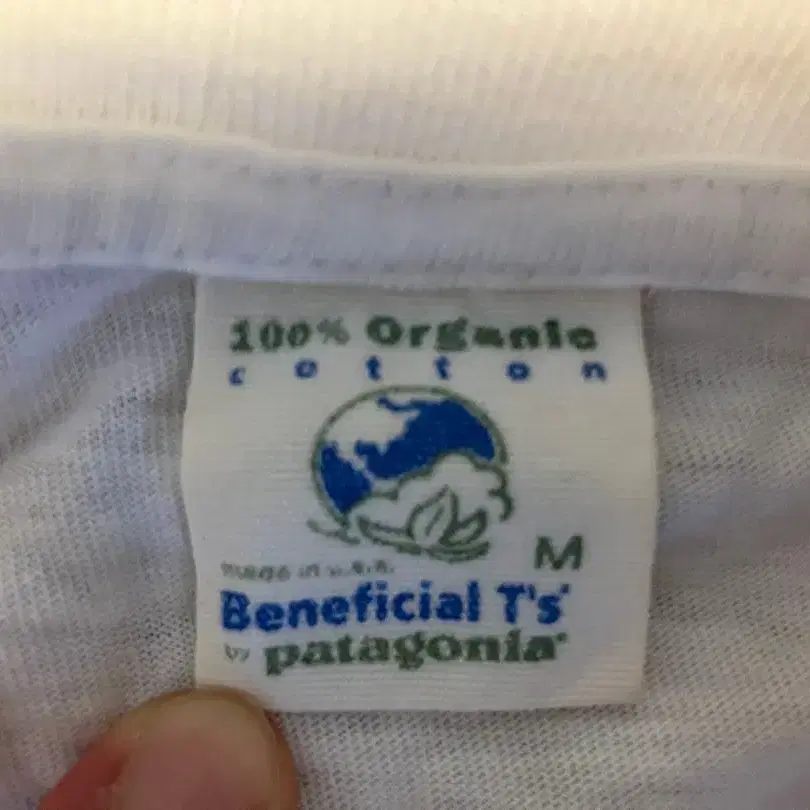 100% Organic
cotton
M
made in u.s.a.
Beneficial T's'
by patagonia®